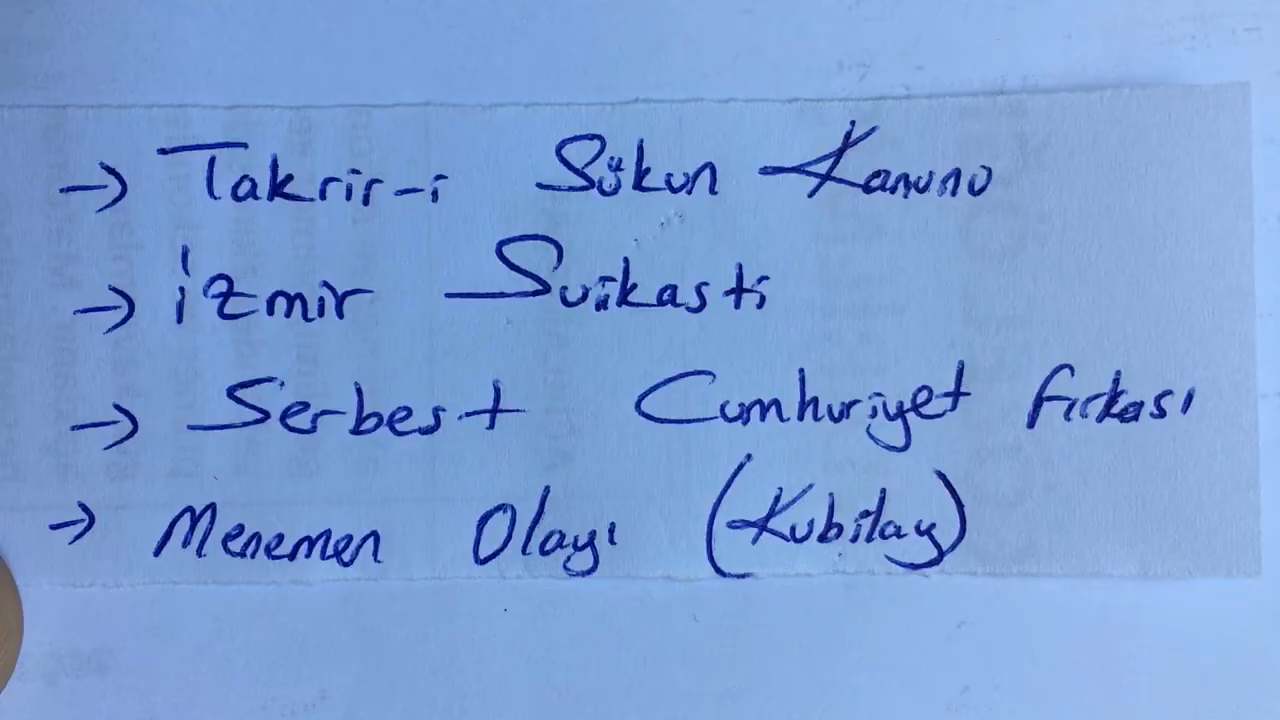 → Takrir-i Sükun Kanunu
→ İzmir Suikasti
→ Serbest Cumhuriyet fırkası
→ Menemen Olayı (Kubilay)